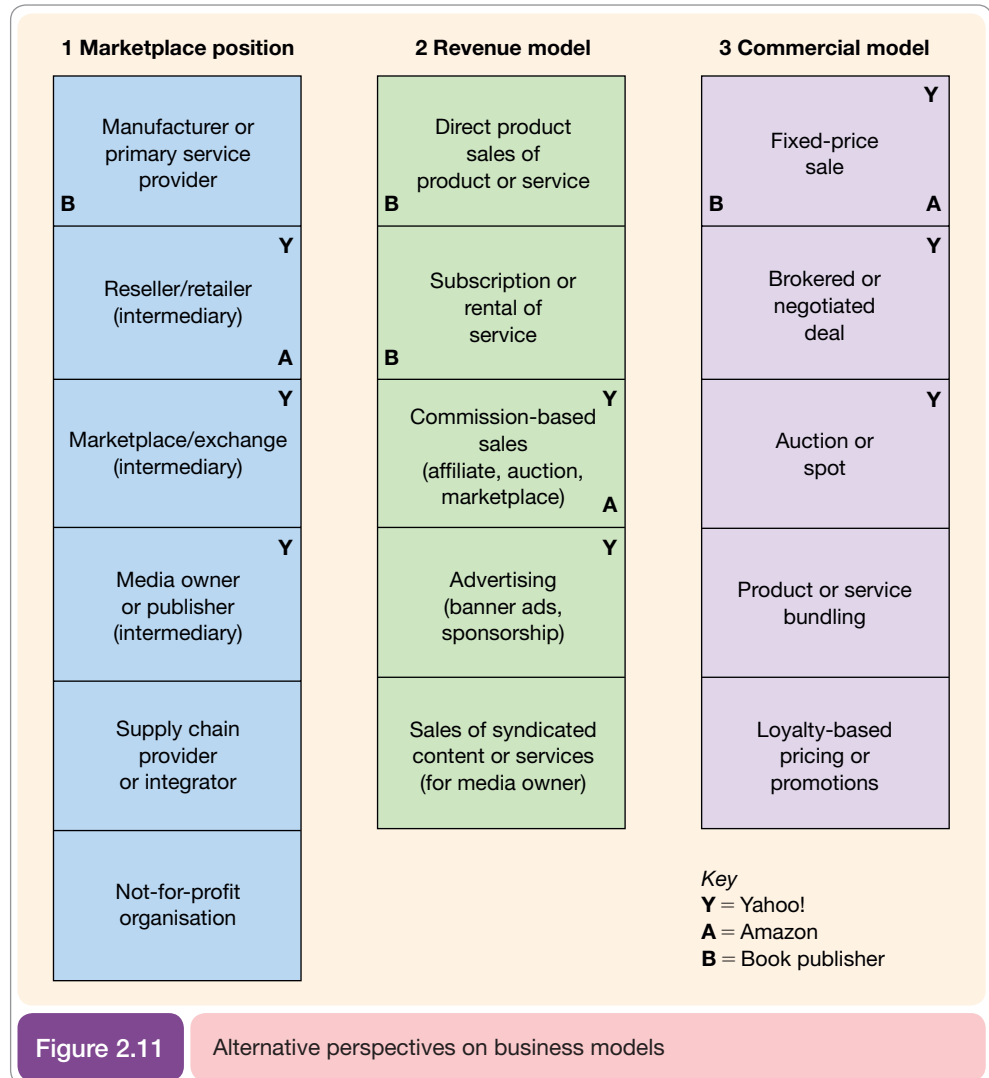 1 Marketplace position
Manufacturer or
primary service
provider
B
Y
Reseller/retailer
(intermediary)
A
Y
Marketplace/exchange
(intermediary)
Y
Media owner
or publisher
(intermediary)
Supply chain
provider
or integrator
Not-for-profit
organisation
2 Revenue model
Direct product
sales of
product or service
B
Subscription or
rental of
service
B
Y
Commission-based
sales
(affiliate, auction,
marketplace)
A
Y
Advertising
(banner ads,
sponsorship)
Sales of syndicated
content or services
(for media owner)
3 Commercial model
Y
Fixed-price
sale
B A
Y
Brokered or
negotiated
deal
Y
Auction or
spot
Product or service
bundling
Loyalty-based
pricing or
promotions
Key
Y = Yahoo!
A = Amazon
B = Book publisher
Figure 2.11 Alternative perspectives on business models